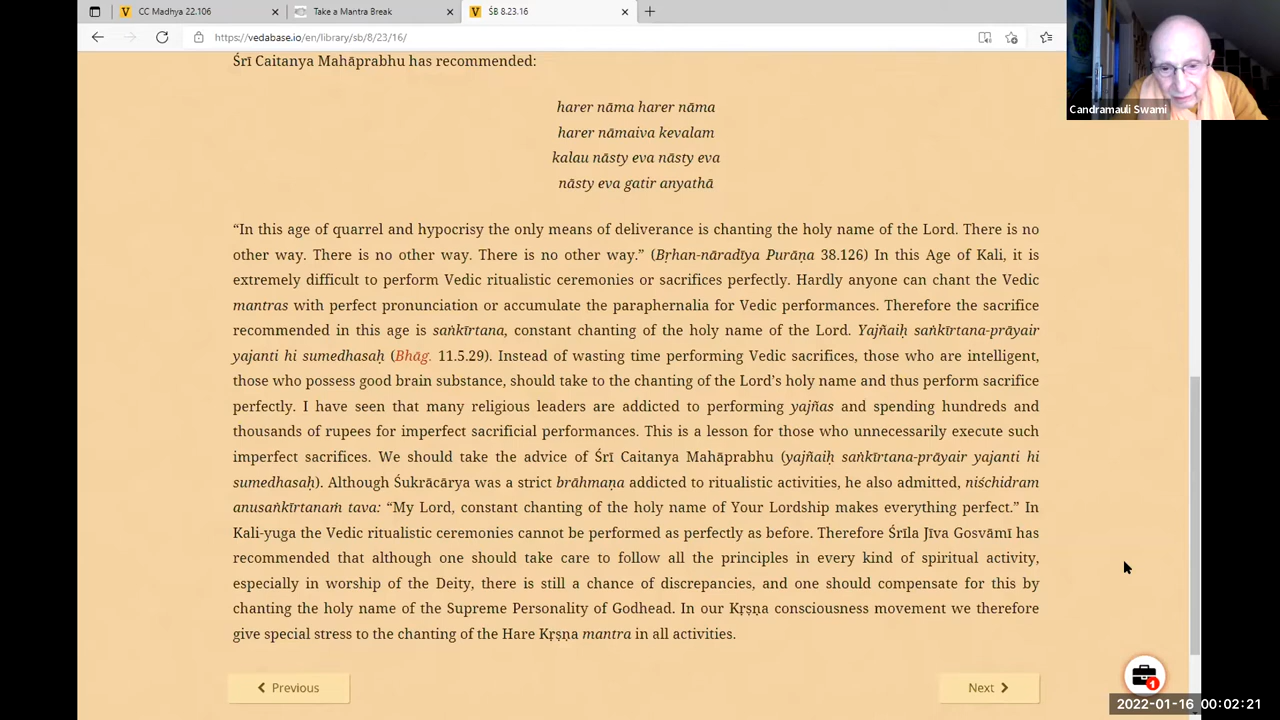 CC Madhya 22.106
Take a Mantra Break
ŚB 8.23.16
https://vedabase.io/en/library/sb/8/23/16/
Śrī Caitanya Mahāprabhu has recommended:
harer nāma harer nāma
harer nāmaiva kevalam
kalau nāsty eva nāsty eva
nāsty eva gatir anyathā
“In this age of quarrel and hypocrisy the only means of deliverance is chanting the holy name of the Lord. There is no
other way. There is no other way. There is no other way.” (Bṛhan-nāradīya Purāṇa 38.126) In this Age of Kali, it is
extremely difficult to perform Vedic ritualistic ceremonies or sacrifices perfectly. Hardly anyone can chant the Vedic
mantras with perfect pronunciation or accumulate the paraphernalia for Vedic performances. Therefore the sacrifice
recommended in this age is saṅkīrtana, constant chanting of the holy name of the Lord. Yajñaiḥ saṅkīrtana-prāyair
yajanti hi sumedhasaḥ (Bhāg. 11.5.29). Instead of wasting time performing Vedic sacrifices, those who are intelligent,
those who possess good brain substance, should take to the chanting of the Lord’s holy name and thus perform sacrifice
perfectly. I have seen that many religious leaders are addicted to performing yajñas and spending hundreds and
thousands of rupees for imperfect sacrificial performances. This is a lesson for those who unnecessarily execute such
imperfect sacrifices. We should take the advice of Śrī Caitanya Mahāprabhu (yajñaiḥ saṅkīrtana-prāyair yajanti hi
sumedhasaḥ). Although Śukrācārya was a strict brāhmaṇa addicted to ritualistic activities, he also admitted, niśchidram
anusaṅkīrtanaṁ tava: “My Lord, constant chanting of the holy name of Your Lordship makes everything perfect.” In
Kali-yuga the Vedic ritualistic ceremonies cannot be performed as perfectly as before. Therefore Śrīla Jīva Gosvāmī has
recommended that although one should take care to follow all the principles in every kind of spiritual activity,
especially in worship of the Deity, there is still a chance of discrepancies, and one should compensate for this by
chanting the holy name of the Supreme Personality of Godhead. In our Kṛṣṇa consciousness movement we therefore
give special stress to the chanting of the Hare Kṛṣṇa mantra in all activities.
Previous
Next
1
Candramauli Swami
2022-01-16 00:02:21